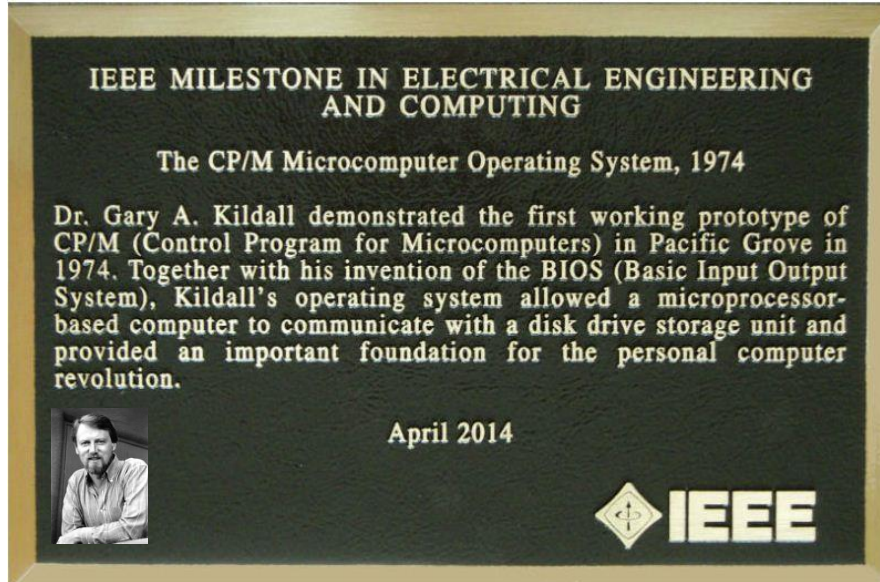 IEEE MILESTONE IN ELECTRICAL ENGINEERING
AND COMPUTING
The CP/M Microcomputer Operating System, 1974
Dr. Gary A. Kildall demonstrated the first working prototype of
CP/M (Control Program for Microcomputers) in Pacific Grove in
1974. Together with his invention of the BIOS (Basic Input Output
System), Kildall's operating system allowed a microprocessor-
based computer to communicate with a disk drive storage unit and
provided an important foundation for the personal computer
revolution.
April 2014
IEEE